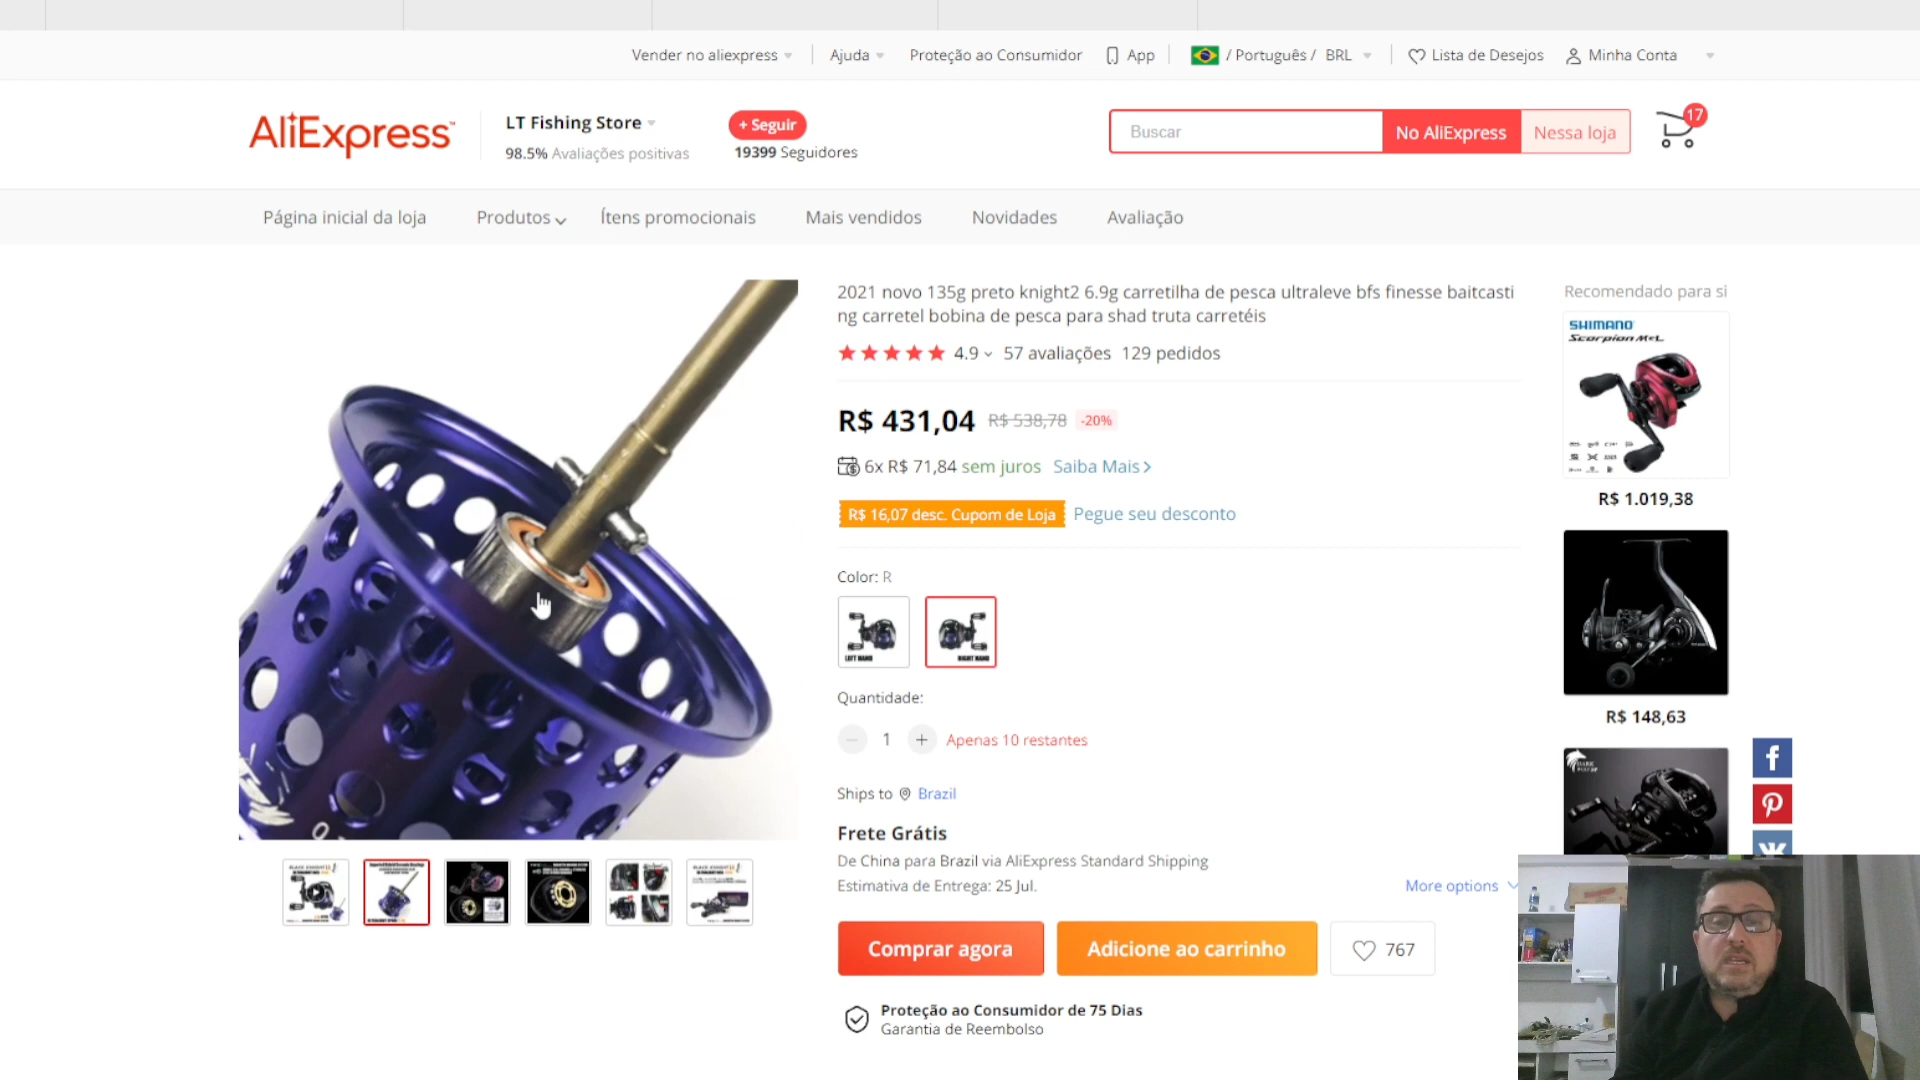 Vender no aliexpress
Ajuda
Proteção ao Consumidor
App
/ Português / BRL
Lista de Desejos
Minha Conta
AliExpress™
LT Fishing Store
98.5% Avaliações positivas
+ Seguir
19399 Seguidores
Buscar
No AliExpress
Nessa loja
17
Página inicial da loja
Produtos
Ítens promocionais
Mais vendidos
Novidades
Avaliação
2021 novo 135g preto knight2 6.9g carretilha de pesca ultraleve bfs finesse baitcasti
ng carretel bobina de pesca para shad truta carretéis
4.9
57 avaliações
129 pedidos
R$ 431,04
R$ 538,78
-20%
6x R$ 71,84 sem juros
Saiba Mais
R$ 16,07 desc. Cupom de Loja
Pegue seu desconto
Color: R
LEFT HAND
RIGHT HAND
Quantidade:
1
Apenas 10 restantes
Ships to
Brazil
Frete Grátis
De China para Brazil via AliExpress Standard Shipping
Estimativa de Entrega: 25 Jul.
More options
Comprar agora
Adicione ao carrinho
767
Proteção ao Consumidor de 75 Dias
Garantia de Reembolso
Recomendado para si
SHIMANO
Scorpion MGL
R$ 1.019,38
R$ 148,63